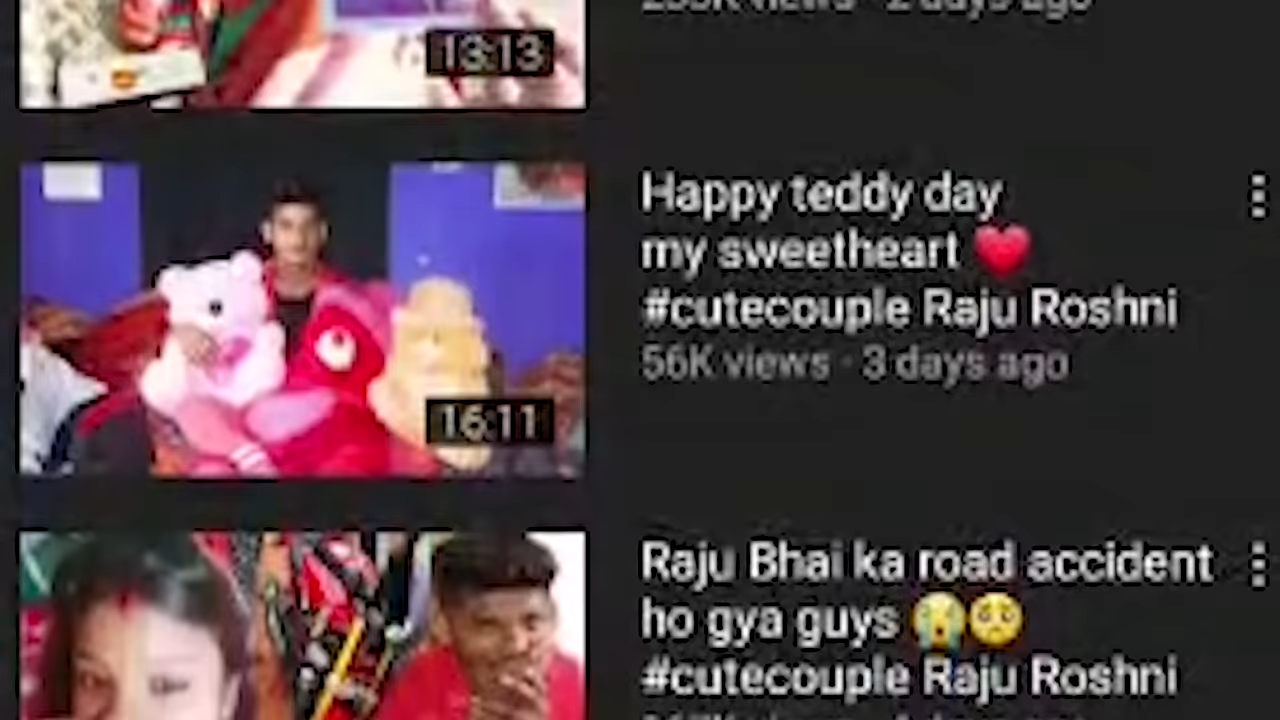 13:13
Happy teddy day
my sweetheart ❤️
#cutecouple Raju Roshni
56K views · 3 days ago
16:11
Raju Bhai ka road accident
ho gya guys 😭🥺
#cutecouple Raju Roshni